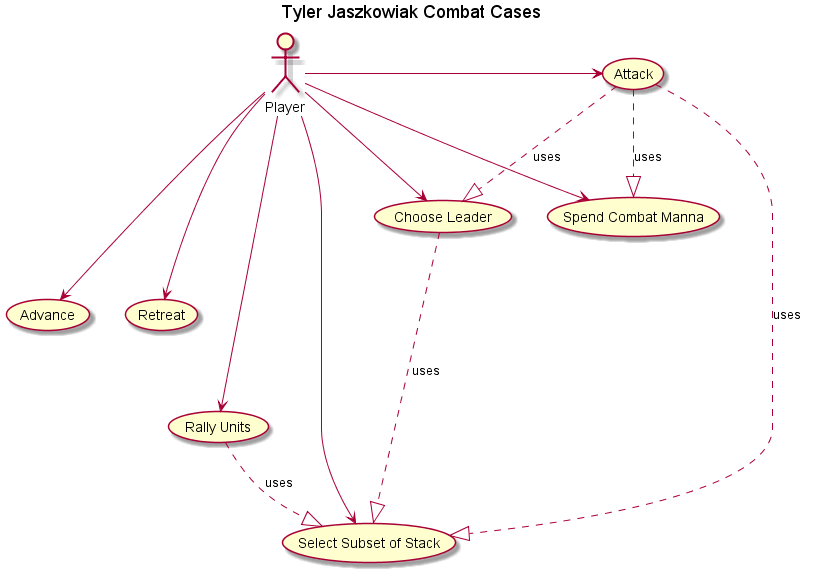 Tyler Jaszkowiak Combat Cases
Attack
Player
uses
uses
Choose Leader
Spend Combat Manna
Advance
Retreat
uses
uses
Rally Units
uses
Select Subset of Stack